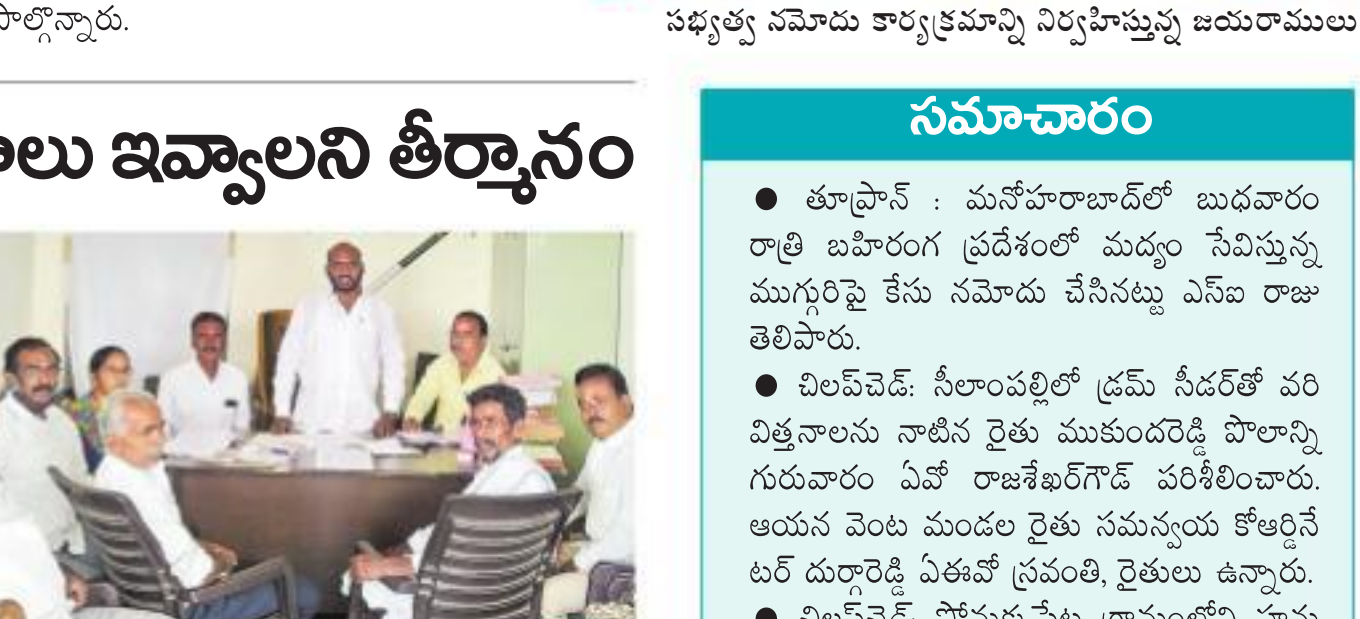 పాల్గొన్నారు.
ఇవ్వాలని తీర్మానం
సభ్యత్వ నమోదు కార్యక్రమాన్ని నిర్వహిస్తున్న జయరాములు
సమాచారం
● తూప్రాన్ : మనోహరాబాద్‌లో బుధవారం
రాత్రి బహిరంగ ప్రదేశంలో మద్యం సేవిస్తున్న
ముగ్గురిపై కేసు నమోదు చేసినట్టు ఎస్ఐ రాజు
తెలిపారు.
● చిలప్‌చెడ్: సీలాంపల్లిలో డ్రమ్ సీడర్‌తో వరి
విత్తనాలను నాటిన రైతు ముకుందరెడ్డి పొలాన్ని
గురువారం ఏవో రాజశేఖర్‌గౌడ్ పరిశీలించారు.
ఆయన వెంట మండల రైతు సమన్వయ కోఆర్డినే
టర్ దుర్గారెడ్డి ఏఈవో స్రవంతి, రైతులు ఉన్నారు.